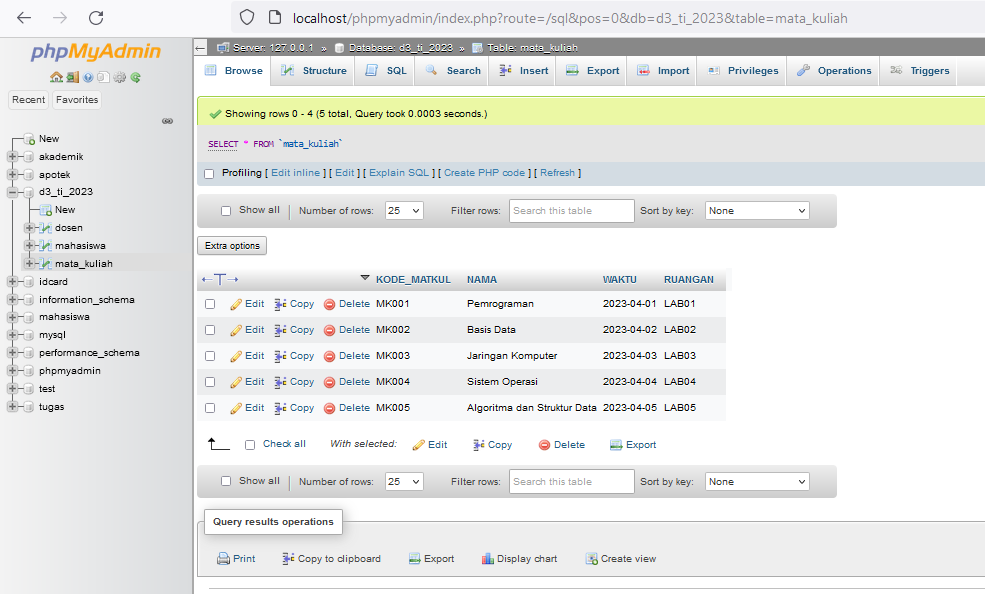 localhost/phpmyadmin/index.php?route=/sql&pos=0&db=d3_ti_2023&table=mata_kuliah
phpMyAdmin
Recent Favorites
New
akademik
apotek
d3_ti_2023
New
dosen
mahasiswa
mata_kuliah
idcard
information_schema
mahasiswa
mysql
performance_schema
phpmyadmin
test
tugas
Server: 127.0.0.1 » Database: d3_ti_2023 » Table: mata_kuliah
Browse Structure SQL Search Insert Export Import Privileges Operations Triggers
Showing rows 0 - 4 (5 total, Query took 0.0003 seconds.)
SELECT * FROM `mata_kuliah`
Profiling [ Edit inline ] [ Edit ] [ Explain SQL ] [ Create PHP code ] [ Refresh ]
Show all Number of rows: 25 Filter rows: Search this table Sort by key: None
Extra options
←T→ KODE_MATKUL NAMA WAKTU RUANGAN
Edit Copy Delete MK001 Pemrograman 2023-04-01 LAB01
Edit Copy Delete MK002 Basis Data 2023-04-02 LAB02
Edit Copy Delete MK003 Jaringan Komputer 2023-04-03 LAB03
Edit Copy Delete MK004 Sistem Operasi 2023-04-04 LAB04
Edit Copy Delete MK005 Algoritma dan Struktur Data 2023-04-05 LAB05
Check all With selected: Edit Copy Delete Export
Show all Number of rows: 25 Filter rows: Search this table Sort by key: None
Query results operations
Print Copy to clipboard Export Display chart Create view